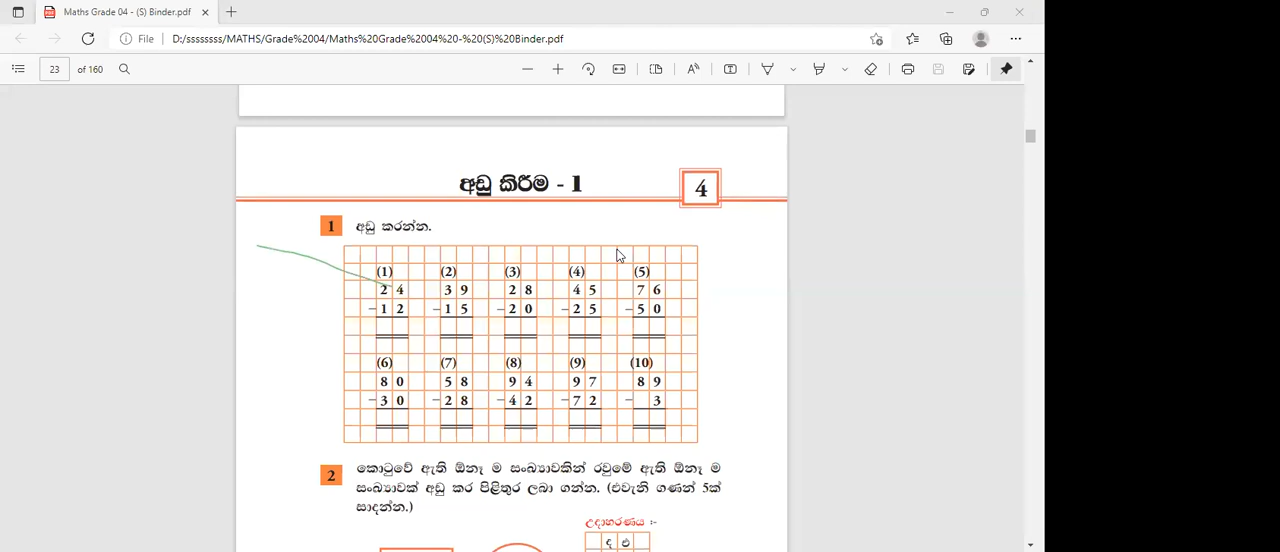 Maths Grade 04 - (S) Binder.pdf
File D:/ssssssss/MATHS/Grade%2004/Maths%20Grade%2004%20-%20(S)%20Binder.pdf
23 of 160
අඩු කිරීම - 1
4
1 අඩු කරන්න.
(1) (2) (3) (4) (5)
2 4 3 9 2 8 4 5 7 6
- 1 2 - 1 5 - 2 0 - 2 5 - 5 0
(6) (7) (8) (9) (10)
8 0 5 8 9 4 9 7 8 9
- 3 0 - 2 8 - 4 2 - 7 2 - 3
2 කොටුවේ ඇති ඕනෑ ම සංඛ්‍යාවකින් රවුමේ ඇති ඕනෑ ම
සංඛ්‍යාවක් අඩු කර පිළිතුර ලබා ගන්න. (එවැනි ගණන් 5ක්
සාදන්න.)
උදාහරණය :-
ද එ